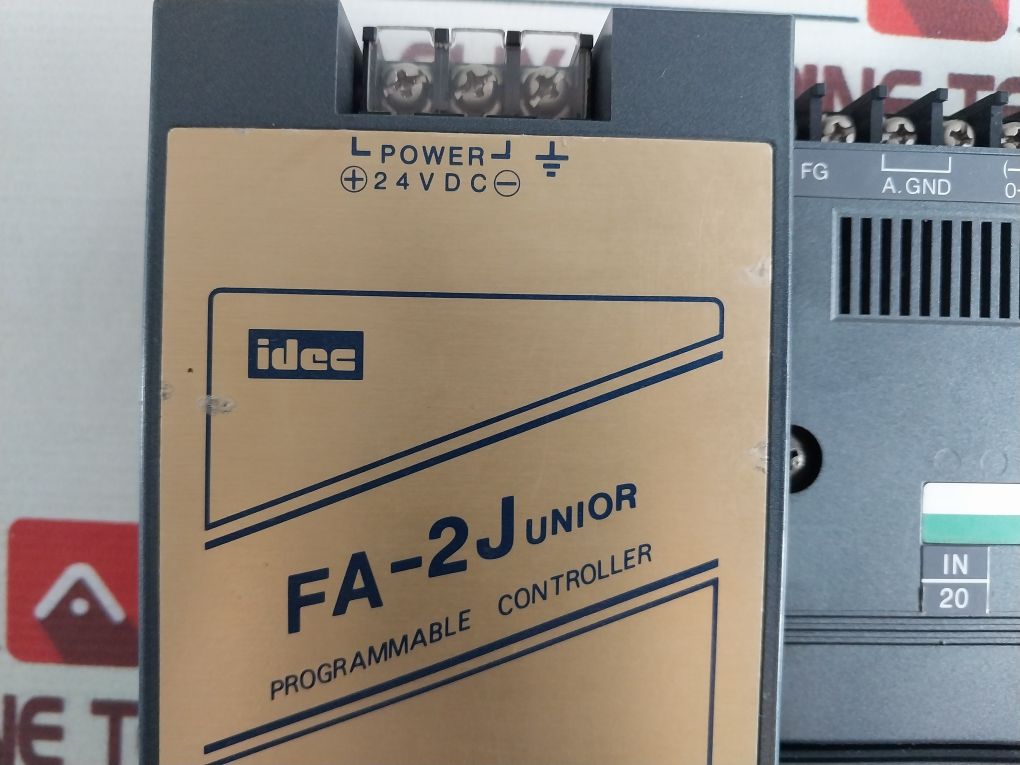 POWER
⊕24VDC⊖
FG
A.GND
idec
FA-2JUNIOR
PROGRAMMABLE CONTROLLER
IN
20